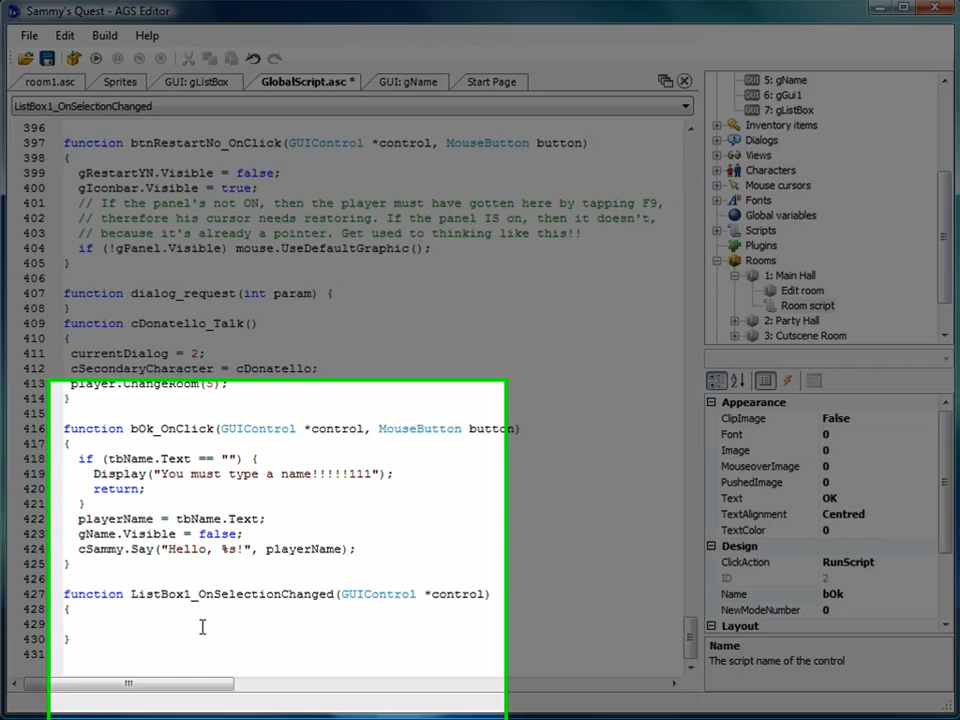 Sammy's Quest - AGS Editor
File Edit Build Help
room1.asc Sprites GUI: gListBox GlobalScript.asc * GUI: gName Start Page
ListBox1_OnSelectionChanged
396
397 function btnRestartNo_OnClick(GUIControl *control, MouseButton button)
398 {
399 gRestartYN.Visible = false;
400 gIconbar.Visible = true;
401 // If the panel's not ON, then the player must have gotten here by tapping F9,
402 // therefore his cursor needs restoring. If the panel IS on, then it doesn't,
403 // because it's already a pointer. Get used to thinking like this!!
404 if (!gPanel.Visible) mouse.UseDefaultGraphic();
405 }
406
407 function dialog_request(int param) {
408 }
409 function cDonatello_Talk()
410 {
411 currentDialog = 2;
412 cSecondaryCharacter = cDonatello;
413 player.ChangeRoom(5);
414 }
415
416 function bOk_OnClick(GUIControl *control, MouseButton button)
417 {
418 if (tbName.Text == "") {
419 Display("You must type a name!!!!!111");
420 return;
421 }
422 playerName = tbName.Text;
423 gName.Visible = false;
424 cSammy.Say("Hello, %s!", playerName);
425 }
426
427 function ListBox1_OnSelectionChanged(GUIControl *control)
428 {
429
430 }
431
5: gName
6: gGui1
7: gListBox
Inventory items
Dialogs
Views
Characters
Mouse cursors
Fonts
Global variables
Scripts
Plugins
Rooms
1: Main Hall
Edit room
Room script
2: Party Hall
3: Cutscene Room
Appearance
ClipImage False
Font 0
Image 0
MouseoverImage 0
PushedImage 0
Text OK
TextAlignment Centred
TextColor 0
Design
ClickAction RunScript
ID 2
Name bOk
NewModeNumber 0
Layout
Name
The script name of the control